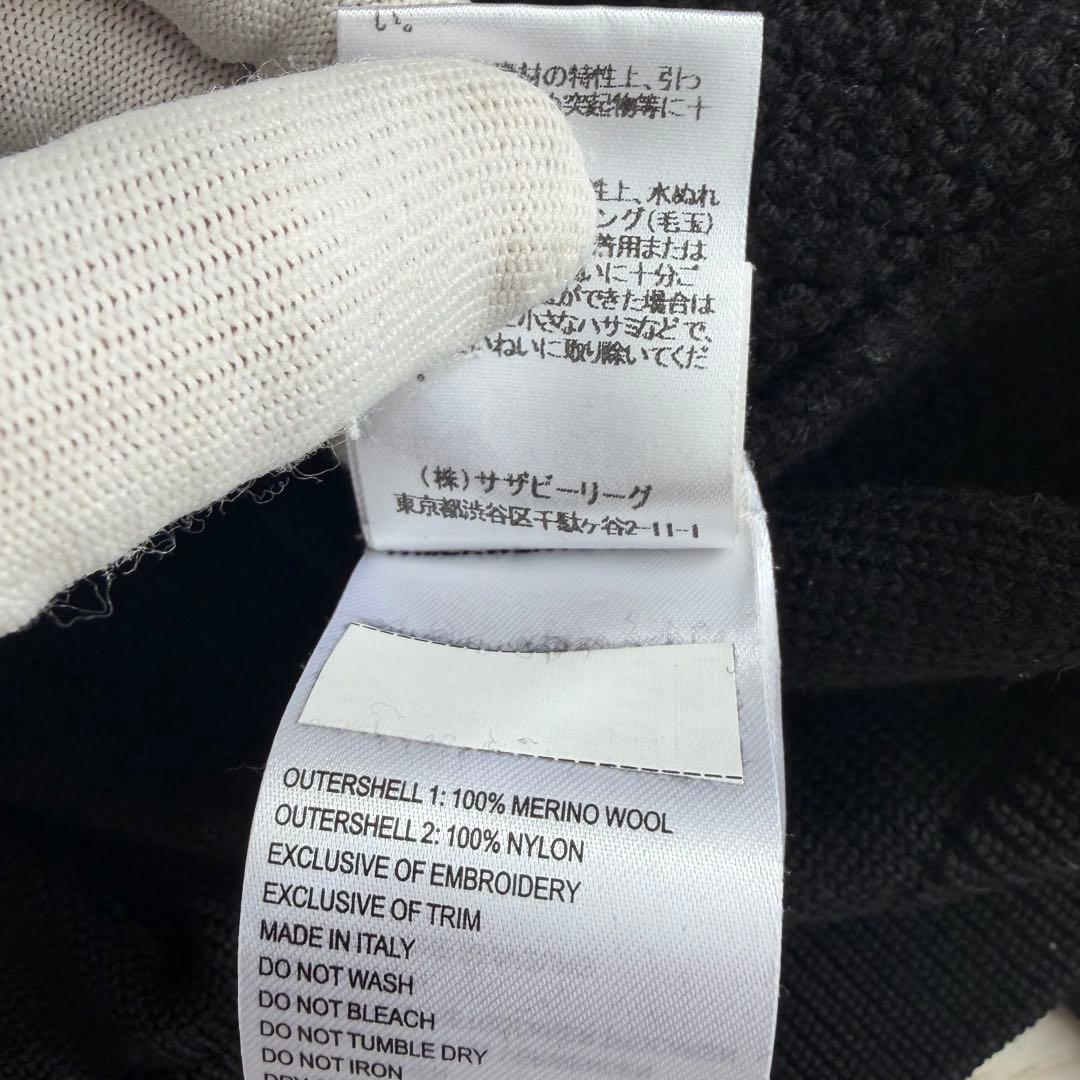 い。
素材の特性上、引っ
突起物等に十
性上、水ぬれ
ング(毛玉)
着用または
いに十分ご
ができた場合は
小さなハサミなどで、
いねいに取り除いてくだ
。
(株)サザビーリーグ
東京都渋谷区千駄ヶ谷2-11-1
OUTERSHELL 1: 100% MERINO WOOL
OUTERSHELL 2: 100% NYLON
EXCLUSIVE OF EMBROIDERY
EXCLUSIVE OF TRIM
MADE IN ITALY
DO NOT WASH
DO NOT BLEACH
DO NOT TUMBLE DRY
DO NOT IRON
DRY